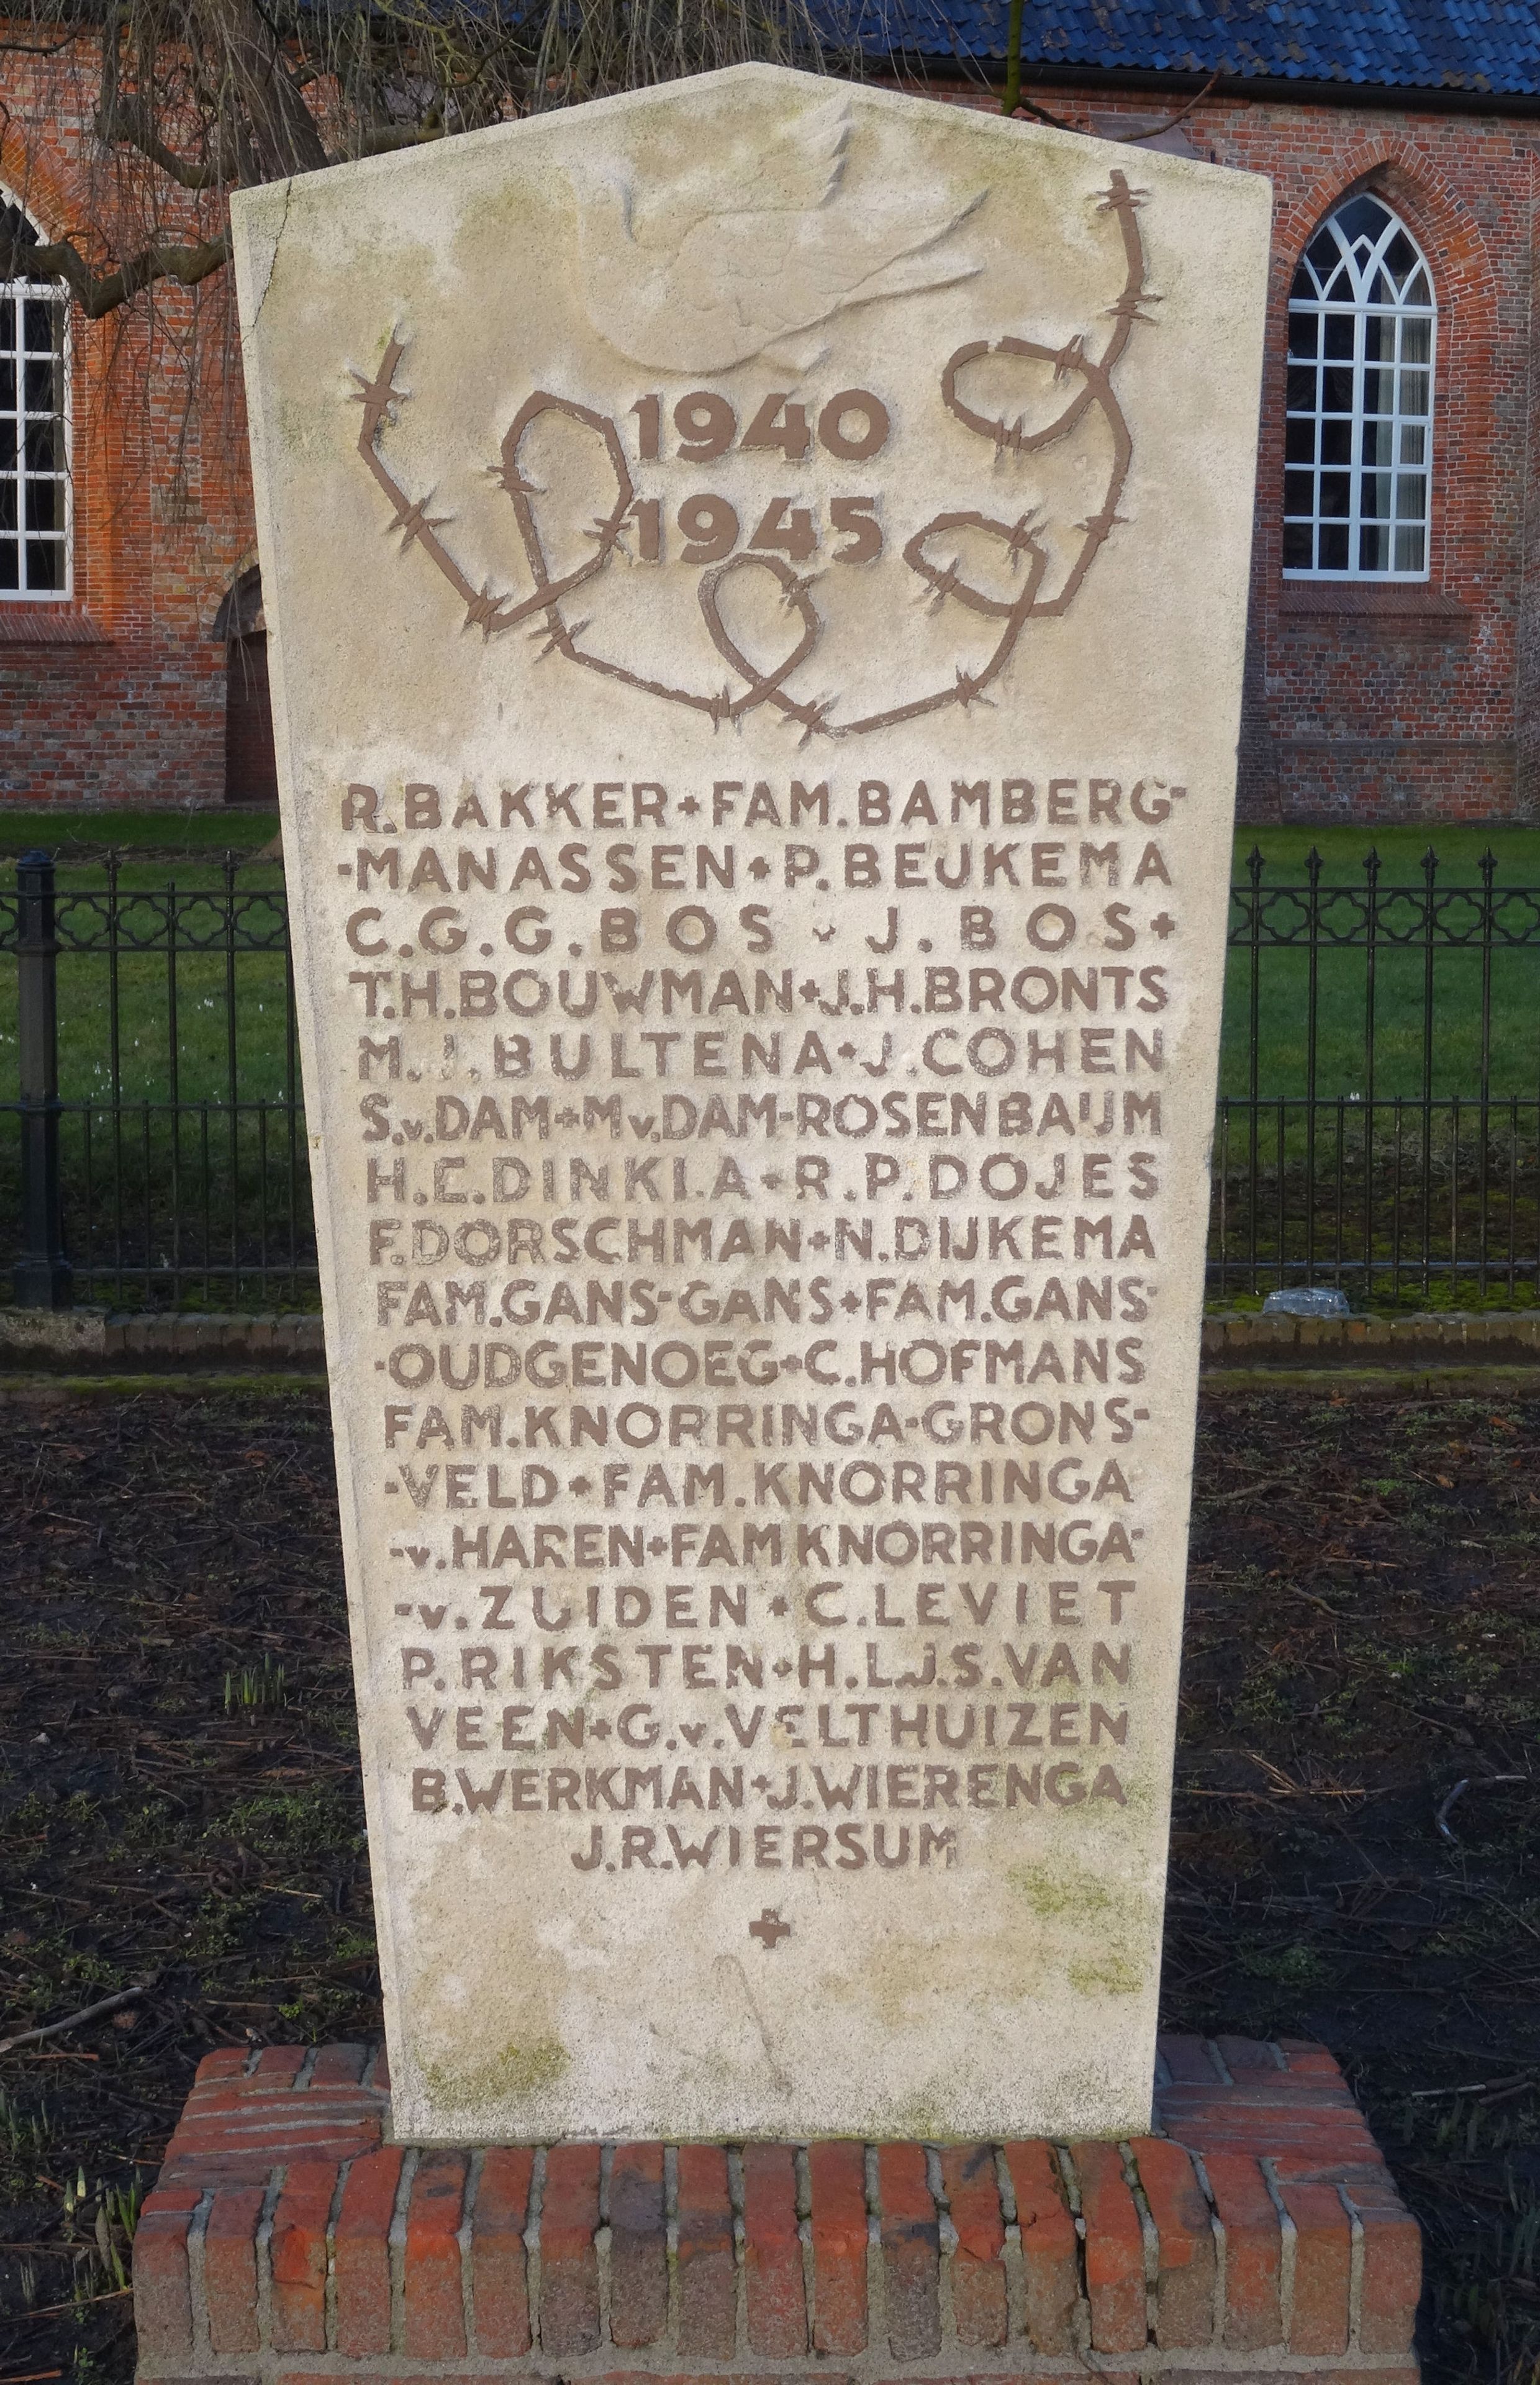 1940
1945
R.BAKKER+FAM.BAMBERG-
-MANASSEN+P.BEUKEMA
C.G.G.BOS + J.BOS+
T.H.BOUWMAN+J.H.BRONTS
M.J.BULTENA+J.COHEN
S.v.DAM+M.v.DAM-ROSENBAUM
H.E.DINKLA+R.P.DOJES
F.DORSCHMAN+N.DIJKEMA
FAM.GANS-GANS+FAM.GANS-
-OUDGENOEG+C.HOFMANS
FAM.KNORRINGA-GRONS-
-VELD+FAM.KNORRINGA
-v.HAREN+FAM KNORRINGA-
-v.ZUIDEN+C.LEVIET
P.RIKSTEN+H.L.J.S.VAN
VEEN+G.v.VELTHUIZEN
B.WERKMAN+J.WIERENGA
J.R.WIERSUM
+